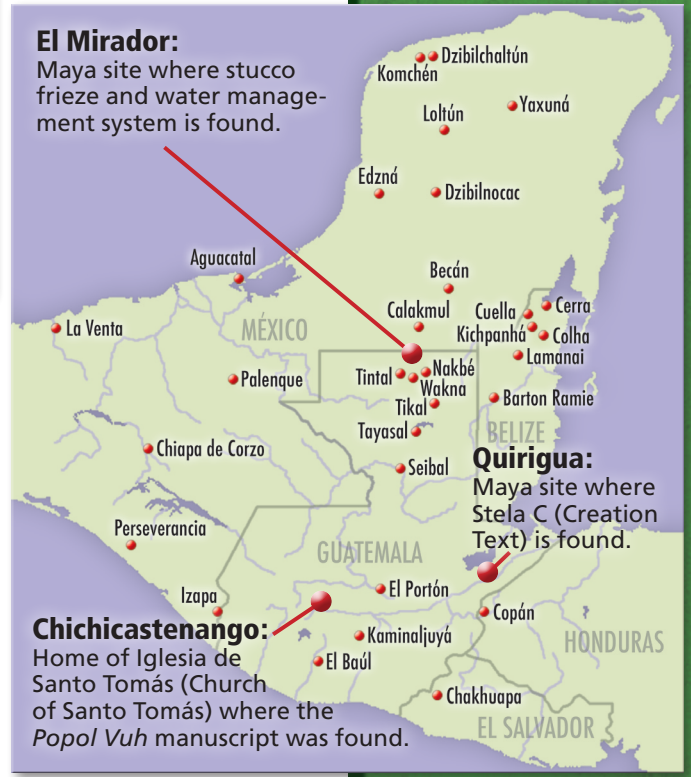 El Mirador:
Maya site where stucco
frieze and water manage-
ment system is found.
Dzibilchaltún
Komchén
Yaxuná
Loltún
Edzná
Dzibilnocac
Aguacatal
Becán
Calakmul
Cuella
Cerra
Kichpanhá
Colha
La Venta
MÉXICO
Lamanai
Palenque
Tintal
Nakbé
Wakna
Tikal
Barton Ramie
Tayasal
BELIZE
Chiapa de Corzo
Seibal
Quirigua:
Maya site where
Stela C (Creation
Text) is found.
Perseverancia
GUATEMALA
Izapa
El Portón
Copán
Chichicastenango:
Home of Iglesia de
Santo Tomás (Church
of Santo Tomás) where the
Popol Vuh manuscript was found.
Kaminaljuyá
HONDURAS
El Baúl
Chakhuapa
EL SALVADOR